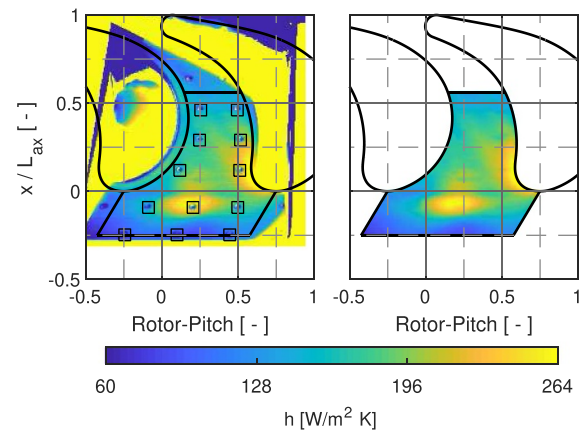 1
0.5
0
-0.5
x / L_ax [ - ]
-0.5 0 0.5 1
-0.5 0 0.5 1
Rotor-Pitch [ - ]
Rotor-Pitch [ - ]
60 128 196 264
h [W/m² K]